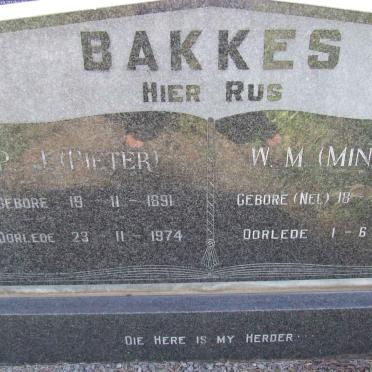 BAKKES
HIER RUS
P. J. (PIETER)
GEBORE 19 - 11 - 1891
OORLEDE 23 - 11 - 1974
W. M. (MIN
GEBORE (NEL) 18 -
OORLEDE 1 - 6
DIE HERE IS MY HERDER